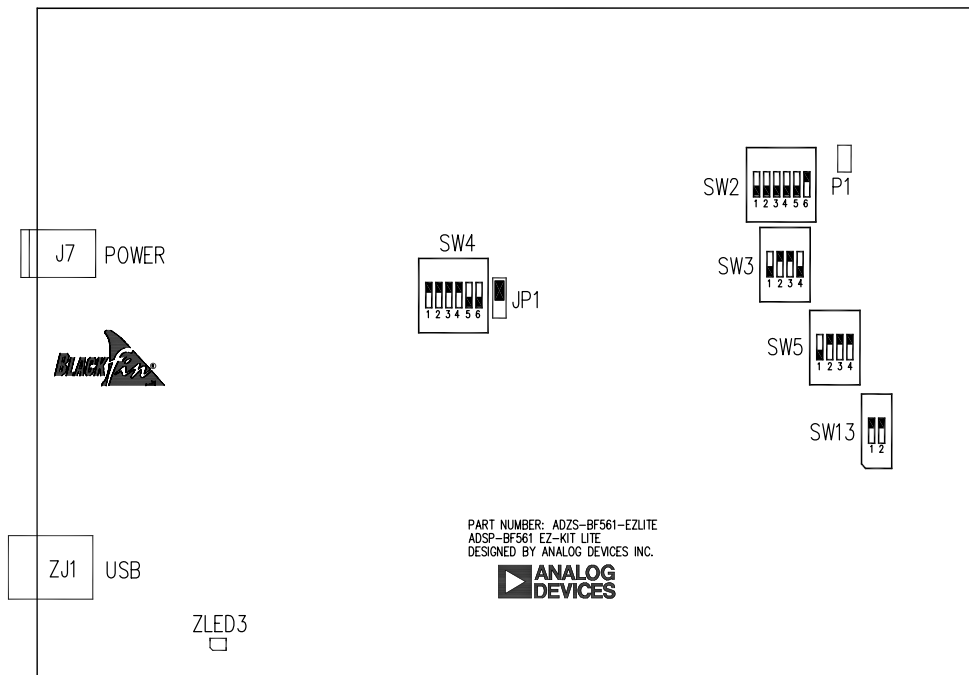 SW2
1 2 3 4 5 6
P1
J7
POWER
SW4
1 2 3 4 5 6
JP1
SW3
1 2 3 4
BLACKfin®
SW5
1 2 3 4
SW13
1 2
PART NUMBER: ADZS-BF561-EZLITE
ADSP-BF561 EZ-KIT LITE
DESIGNED BY ANALOG DEVICES INC.
ANALOG
DEVICES
ZJ1
USB
ZLED3